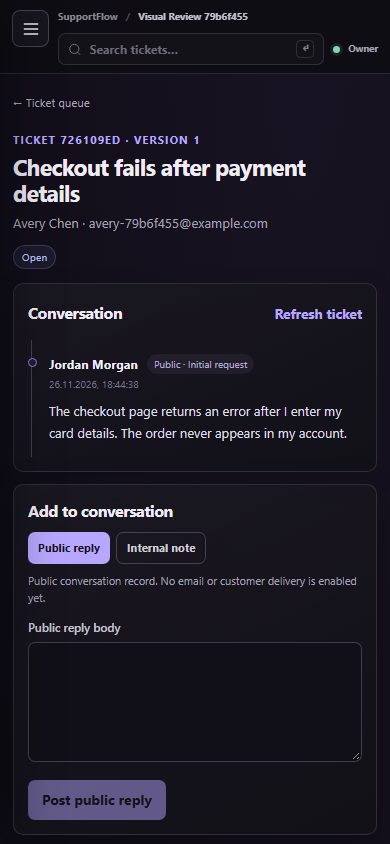 SupportFlow / Visual Review 79b6f455
Search tickets...
Owner
← Ticket queue
TICKET 726109ED · VERSION 1
Checkout fails after payment
details
Avery Chen · avery-79b6f455@example.com
Open
Conversation
Refresh ticket
Jordan Morgan Public · Initial request
26.11.2026, 18:44:38
The checkout page returns an error after I enter my
card details. The order never appears in my account.
Add to conversation
Public reply Internal note
Public conversation record. No email or customer delivery is enabled
yet.
Public reply body
Post public reply